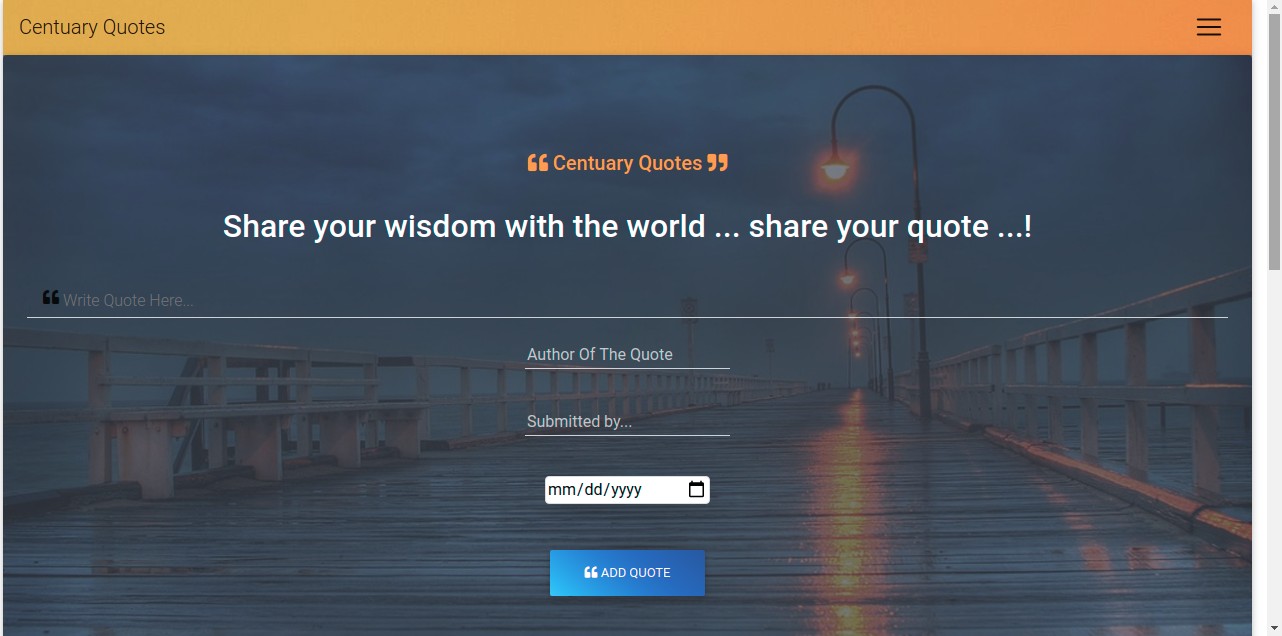 Centuary Quotes
Centuary Quotes
Share your wisdom with the world ... share your quote ...!
Write Quote Here...
Author Of The Quote
Submitted by...
mm/dd/yyyy
ADD QUOTE